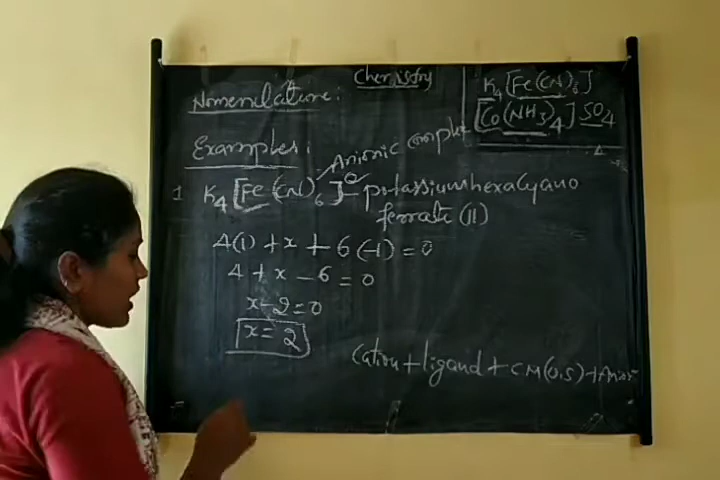 Chemistry
Nomenclature:
K4[Fe(CN)6]
[Co(NH3)4]SO4
Examples:
Anionic complex
1 K4[Fe(CN)6]0 - potassiumhexacyano
ferrate (II)
4(1) + x + 6(-1) = 0
4 + x - 6 = 0
x - 2 = 0
x = 2
Cation + ligand + CM(O.S) + Anion